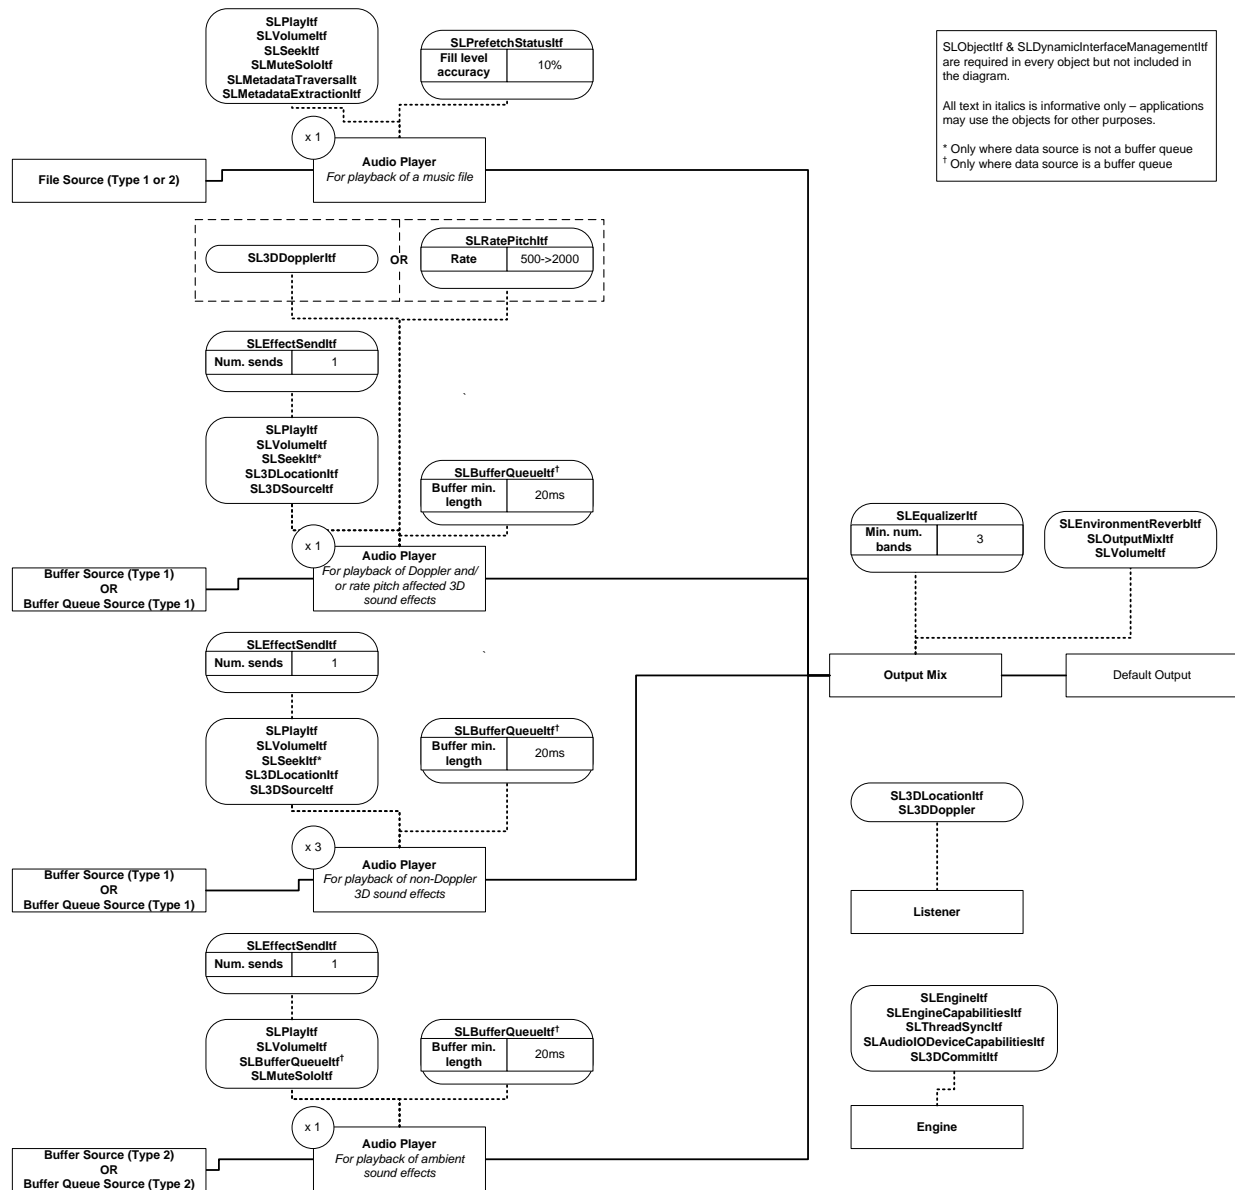 SLPlayItf
SLVolumeItf
SLSeekItf
SLMuteSoloItf
SLMetadataTraversalIt
SLMetadataExtractionItf
SLPrefetchStatusItf
Fill level
accuracy
10%
SLObjectItf & SLDynamicInterfaceManagementItf
are required in every object but not included in
the diagram.
All text in italics is informative only – applications
may use the objects for other purposes.
* Only where data source is not a buffer queue
† Only where data source is a buffer queue
x 1
Audio Player
For playback of a music file
File Source (Type 1 or 2)
SL3DDopplerItf
OR
SLRatePitchItf
Rate
500->2000
SLEffectSendItf
Num. sends
1
SLPlayItf
SLVolumeItf
SLSeekItf*
SL3DLocationItf
SL3DSourceItf
SLBufferQueueItf†
Buffer min.
length
20ms
x 1
Audio Player
For playback of Doppler and/
or rate pitch affected 3D
sound effects
Buffer Source (Type 1)
OR
Buffer Queue Source (Type 1)
SLEqualizerItf
Min. num.
bands
3
SLEnvironmentReverbItf
SLOutputMixItf
SLVolumeItf
Output Mix
Default Output
SLEffectSendItf
Num. sends
1
SLPlayItf
SLVolumeItf
SLSeekItf*
SL3DLocationItf
SL3DSourceItf
SLBufferQueueItf†
Buffer min.
length
20ms
x 3
Audio Player
For playback of non-Doppler
3D sound effects
Buffer Source (Type 1)
OR
Buffer Queue Source (Type 1)
SL3DLocationItf
SL3DDoppler
Listener
SLEffectSendItf
Num. sends
1
SLPlayItf
SLVolumeItf
SLBufferQueueItf†
SLMuteSoloItf
SLBufferQueueItf†
Buffer min.
length
20ms
x 1
Audio Player
For playback of ambient
sound effects
Buffer Source (Type 2)
OR
Buffer Queue Source (Type 2)
SLEngineItf
SLEngineCapabilitiesItf
SLThreadSyncItf
SLAudioIODeviceCapabilitiesItf
SL3DCommitItf
Engine